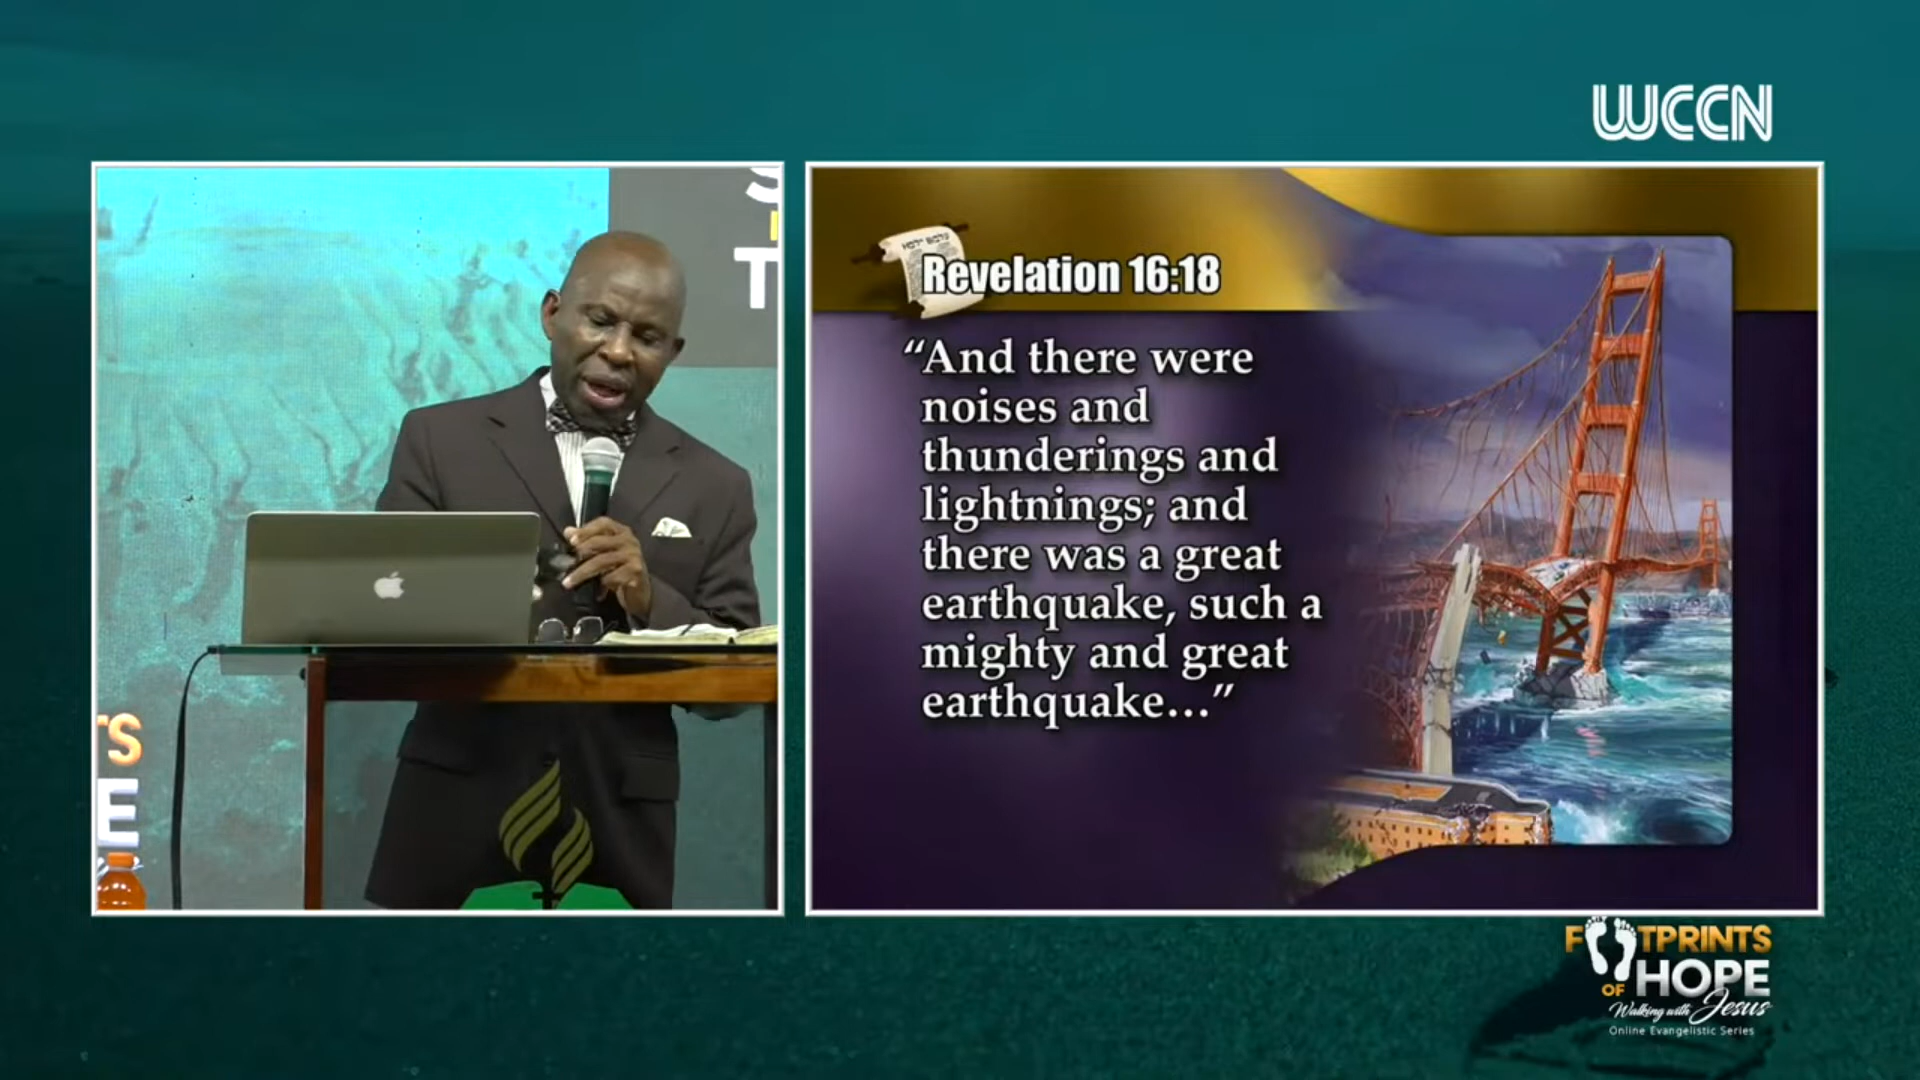 WCCN
S
T
TS
E
Revelation 16:18
“And there were
noises and
thunderings and
lightnings; and
there was a great
earthquake, such a
mighty and great
earthquake…”
FOOTPRINTS
OF HOPE
Walking with Jesus
Online Evangelistic Series